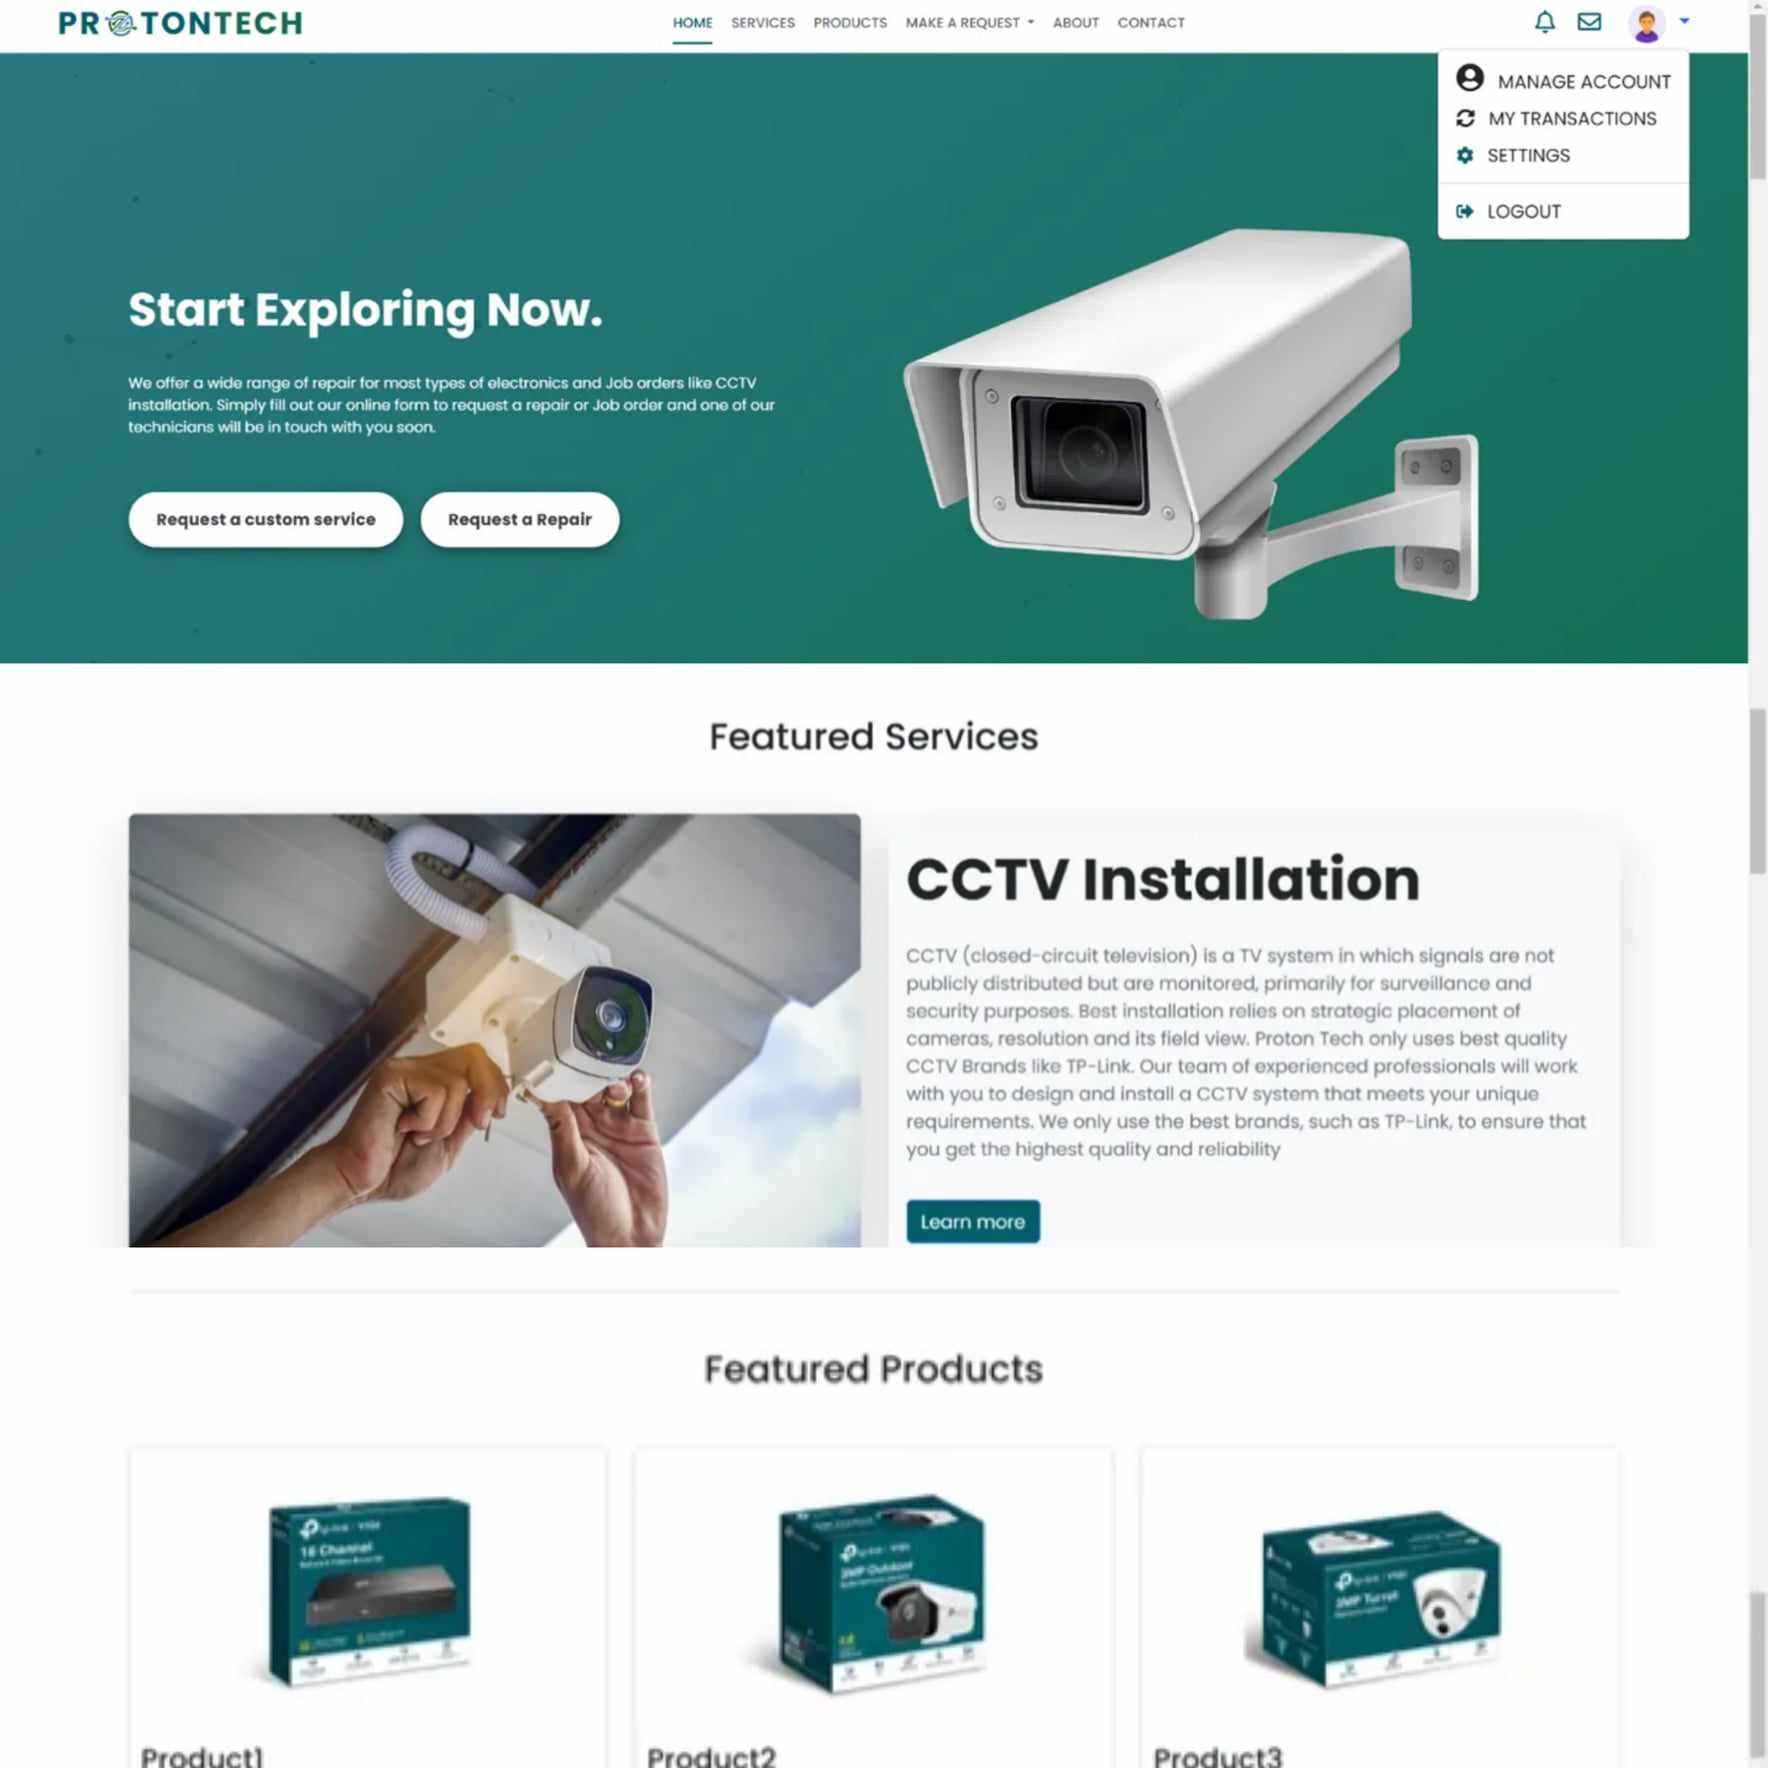 PROTONTECH
HOME SERVICES PRODUCTS MAKE A REQUEST ABOUT CONTACT
MANAGE ACCOUNT
MY TRANSACTIONS
SETTINGS
LOGOUT
Start Exploring Now.
We offer a wide range of repair for most types of electronics and Job orders like CCTV
installation. Simply fill out our online form to request a repair or Job order and one of our
technicians will be in touch with you soon.
Request a custom service
Request a Repair
Featured Services
CCTV Installation
CCTV (closed-circuit television) is a TV system in which signals are not
publicly distributed but are monitored, primarily for surveillance and
security purposes. Best installation relies on strategic placement of
cameras, resolution and its field view. Proton Tech only uses best quality
CCTV Brands like TP-Link. Our team of experienced professionals will work
with you to design and install a CCTV system that meets your unique
requirements. We only use the best brands, such as TP-Link, to ensure that
you get the highest quality and reliability
Learn more
Featured Products
tp-link
16 Channel
tp-link
3MP Outdoor
tp-link
3MP Turret
Product1
Product2
Product3